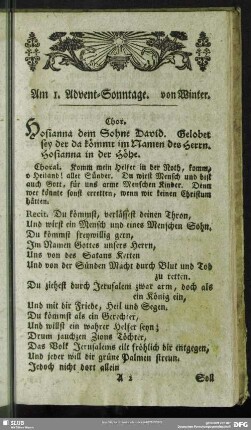 Am 1. Advent-Sonntage. von Winter.
Chor.
Hosianna dem Sohne David. Gelobet
sey der da kömmt im Namen des Herrn.
Hosianna in der Höhe.
Choral. Komm mein Helfer in der Noth, komm,
o Heiland! aller Sünder. Du wirst Mensch und bist
auch Gott, für uns arme Menschen Kinder. Denn
wer könnte sonst erretten, wenn wir keinen Christum
hätten.
Recit. Du kömmst, verlässest deinen Thron,
Und wirst ein Mensch und eines Menschen Sohn.
Du kömmst freywillig gern,
Im Namen Gottes unsers Herrn,
Uns von des Satans Ketten
Und von der Sünden Macht durch Blut und Tod
zu retten.
Du ziehest durch Jerusalem zwar arm, doch als
ein König ein,
Und mit dir Friede, Heil und Segen.
Du kömmst als ein Gerechter,
Und willst ein wahrer Helfer seyn;
Drum jauchzen Zions Töchter,
Das Volk Jerusalems eilt fröhlich dir entgegen,
Und jeder will dir grüne Palmen streun.
Jedoch nicht dort allein
A 2 Soll
SLUB
DFG